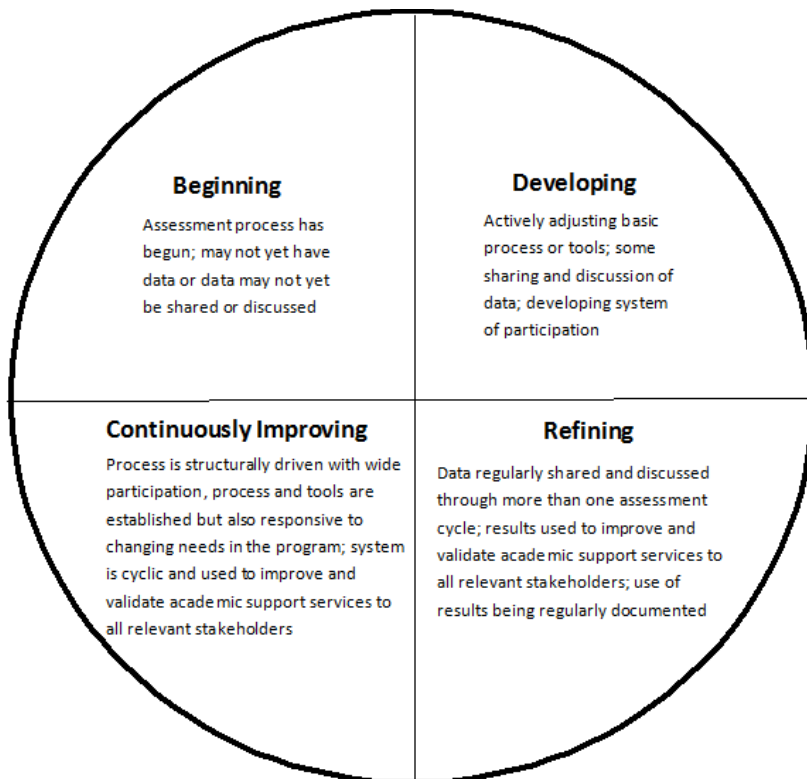 Beginning
Assessment process has
begun; may not yet have
data or data may not yet
be shared or discussed
Developing
Actively adjusting basic
process or tools; some
sharing and discussion of
data; developing system
of participation
Continuously Improving
Process is structurally driven with wide
participation, process and tools are
established but also responsive to
changing needs in the program; system
is cyclic and used to improve and
validate academic support services to
all relevant stakeholders
Refining
Data regularly shared and discussed
through more than one assessment
cycle; results used to improve and
validate academic support services to
all relevant stakeholders; use of
results being regularly documented